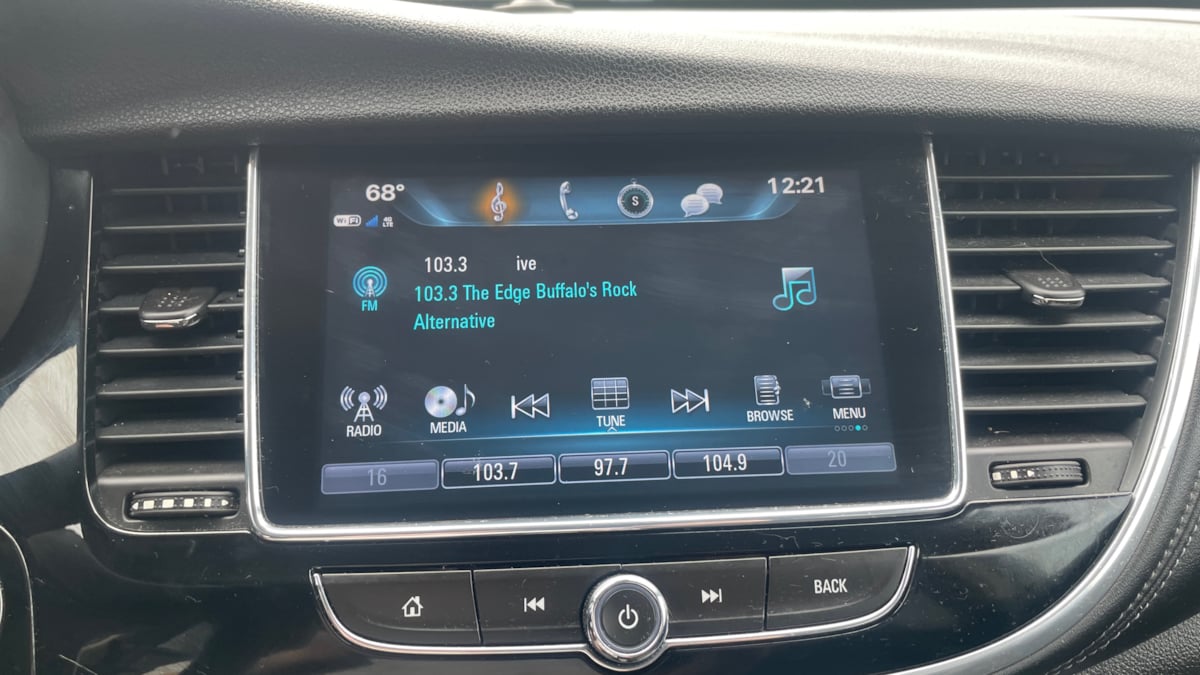 68°
12:21
S
WiFi
4G
LTE
103.3 ive
FM
103.3 The Edge Buffalo's Rock
Alternative
RADIO
MEDIA
TUNE
BROWSE
MENU
16
103.7
97.7
104.9
20
BACK